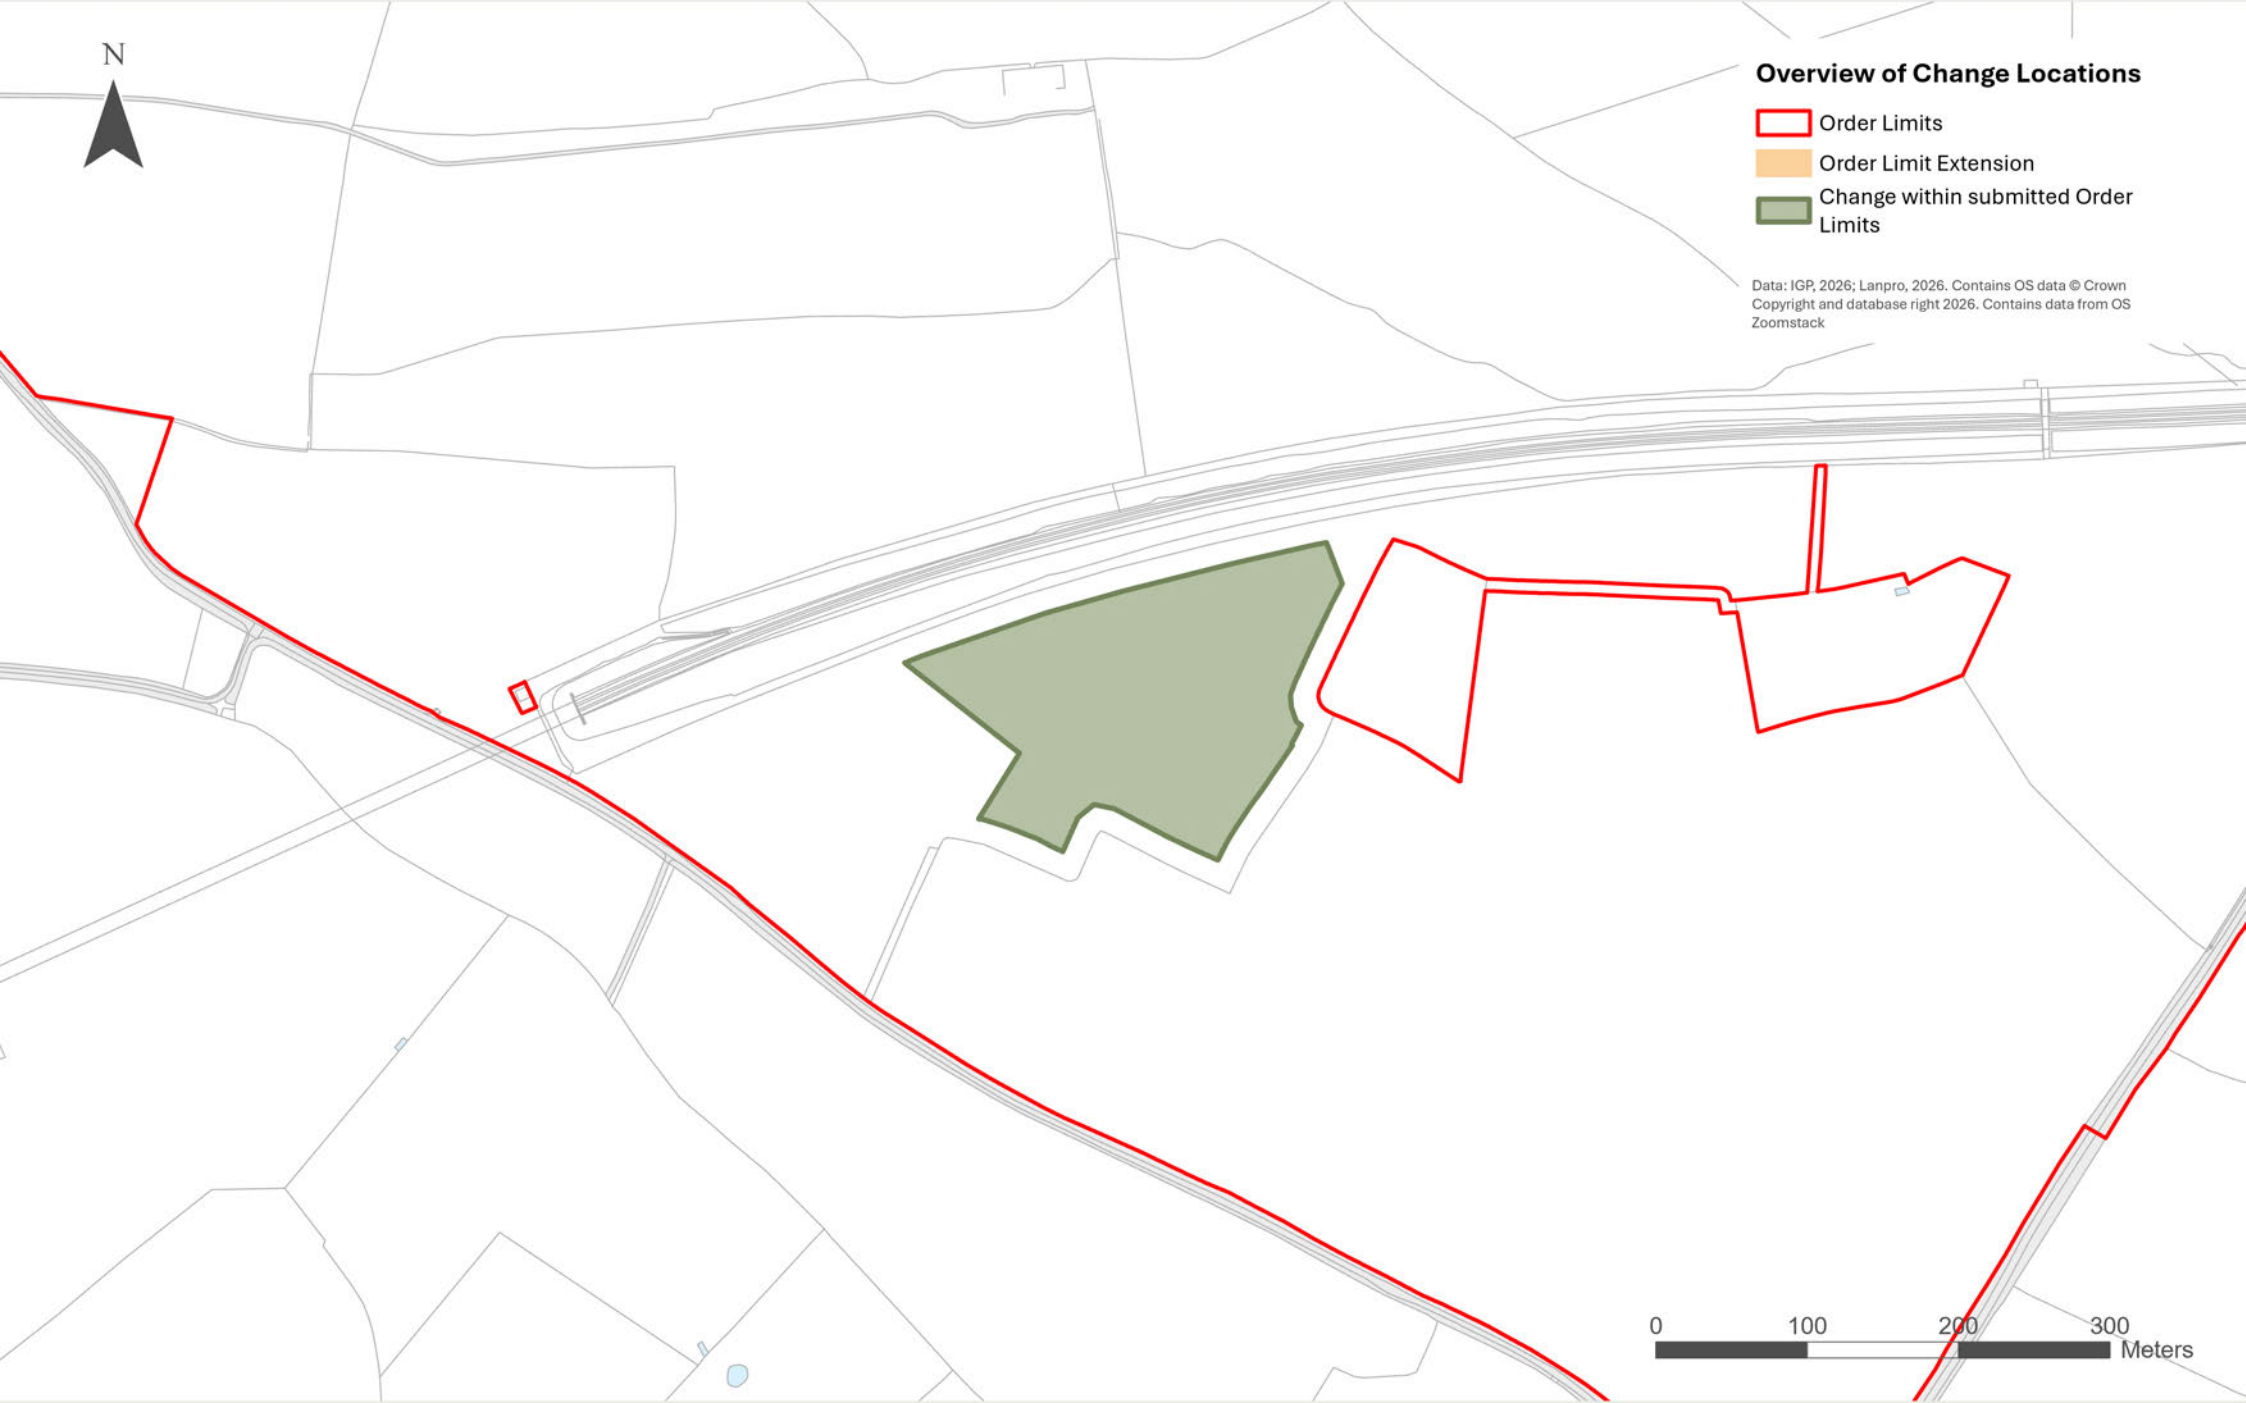 N
Overview of Change Locations
Order Limits
Order Limit Extension
Change within submitted Order
Limits
Data: IGP, 2026; Lanpro, 2026. Contains OS data © Crown
Copyright and database right 2026. Contains data from OS
Zoomstack
0 100 200 300
Meters